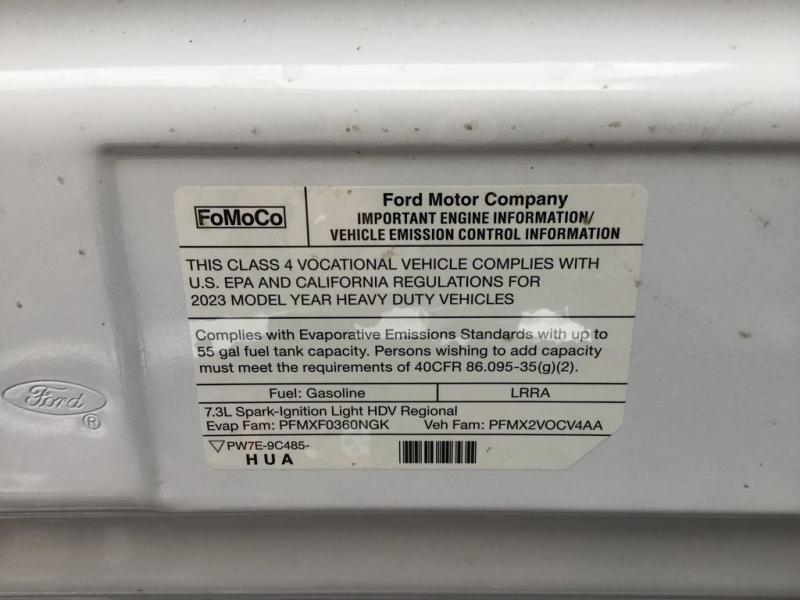 FoMoCo
Ford Motor Company
IMPORTANT ENGINE INFORMATION/
VEHICLE EMISSION CONTROL INFORMATION
THIS CLASS 4 VOCATIONAL VEHICLE COMPLIES WITH
U.S. EPA AND CALIFORNIA REGULATIONS FOR
2023 MODEL YEAR HEAVY DUTY VEHICLES
Complies with Evaporative Emissions Standards with up to
55 gal fuel tank capacity. Persons wishing to add capacity
must meet the requirements of 40CFR 86.095-35(g)(2).
Fuel: Gasoline LRRA
7.3L Spark-Ignition Light HDV Regional
Evap Fam: PFMXF0360NGK Veh Fam: PFMX2VOCV4AA
PW7E-9C485-
HUA
Ford ®